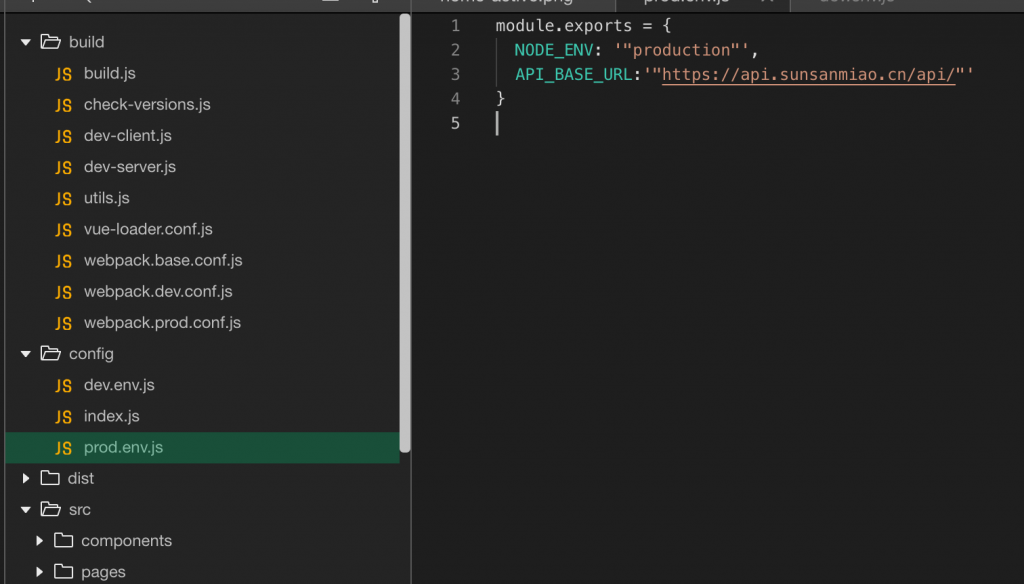 build
JS build.js
JS check-versions.js
JS dev-client.js
JS dev-server.js
JS utils.js
JS vue-loader.conf.js
JS webpack.base.conf.js
JS webpack.dev.conf.js
JS webpack.prod.conf.js
config
JS dev.env.js
JS index.js
JS prod.env.js
dist
src
components
pages
home-active.png prod.env.js
1 module.exports = {
2 NODE_ENV: '"production"',
3 API_BASE_URL:'"https://api.sunsanmiao.cn/api/"'
4 }
5